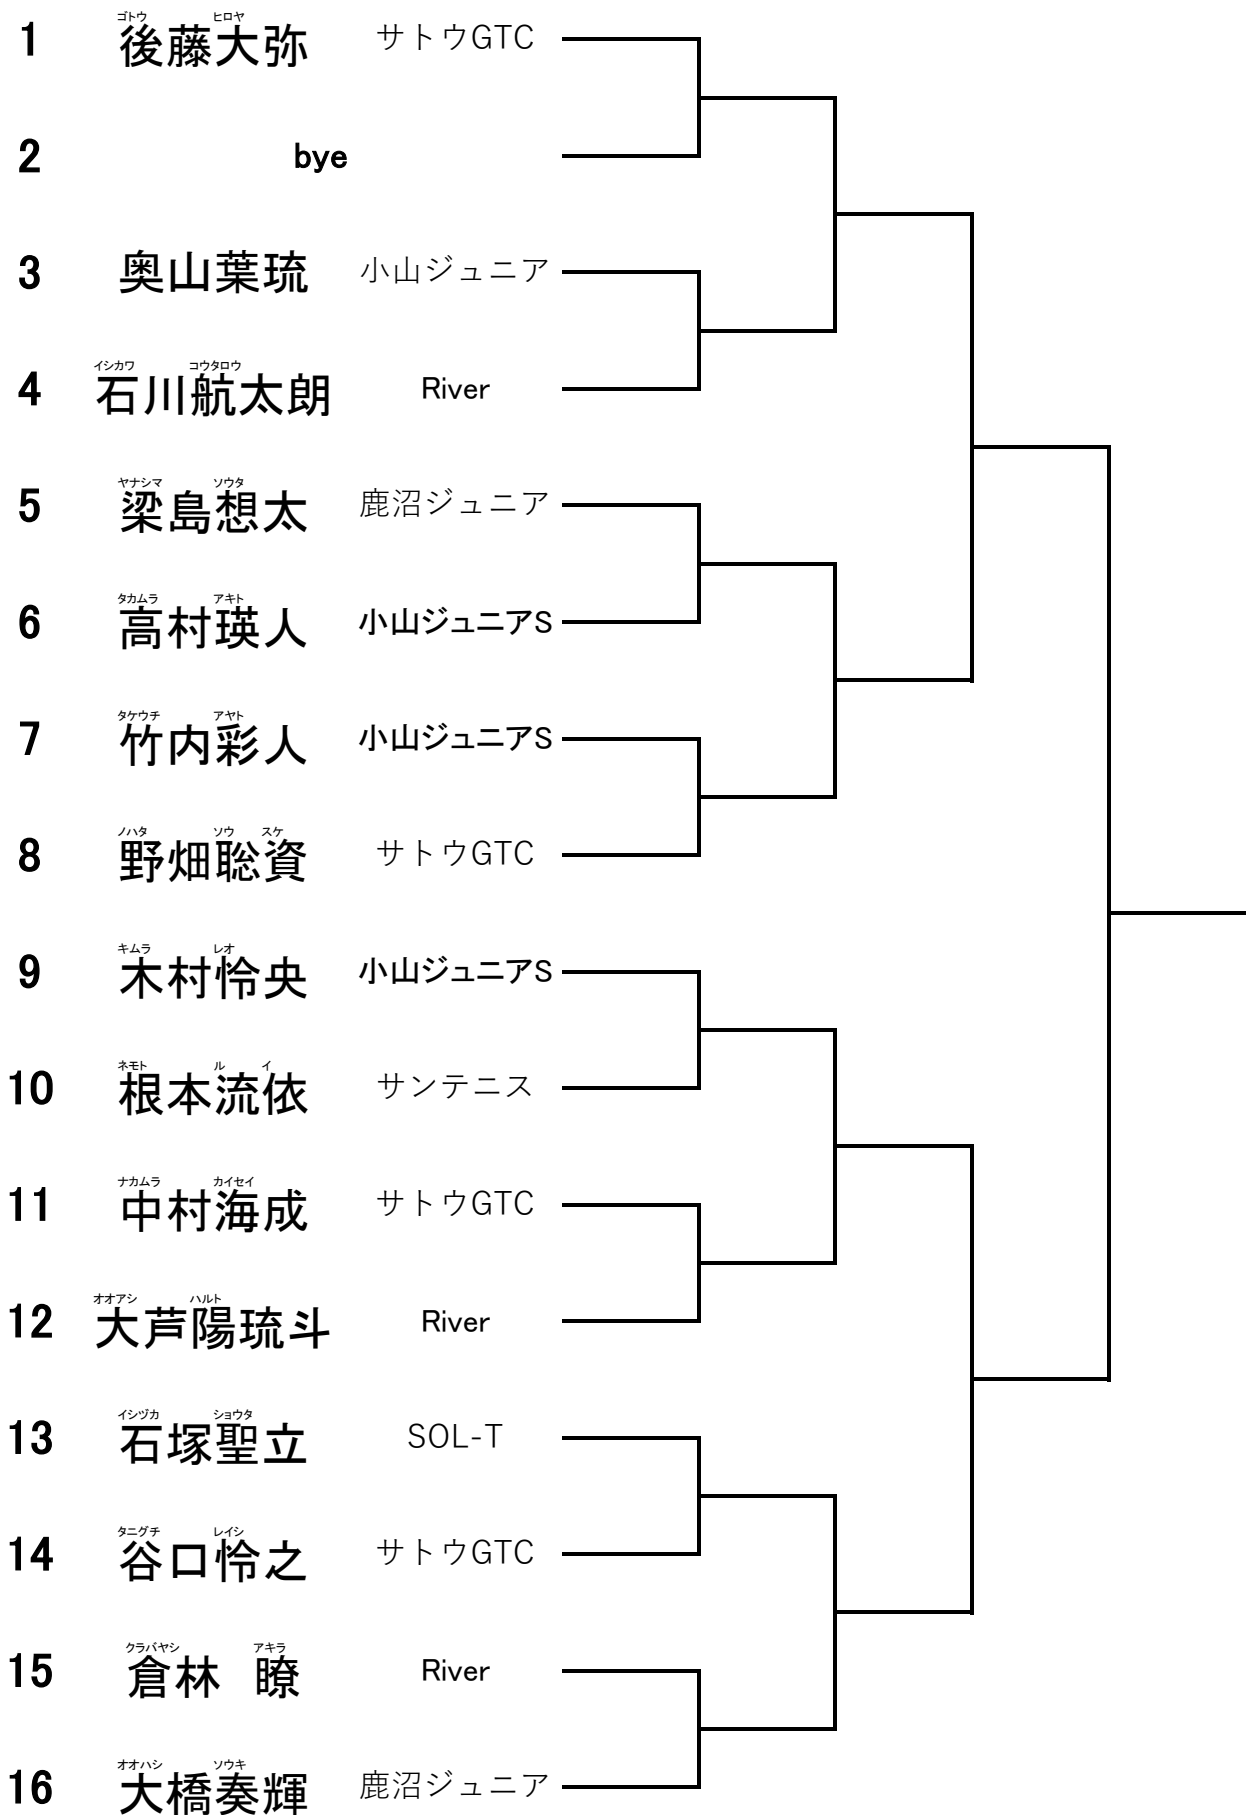 ゴトウ ヒロヤ
1 後藤大弥 サトウGTC
2 bye
3 奥山葉琉 小山ジュニア
イシカワ コウタロウ
4 石川航太朗 River
ヤナシマ ソウタ
5 梁島想太 鹿沼ジュニア
タカムラ アキト
6 高村瑛人 小山ジュニアS
タケウチ アヤト
7 竹内彩人 小山ジュニアS
ノハタ ソウ スケ
8 野畑聡資 サトウGTC
キムラ レオ
9 木村怜央 小山ジュニアS
ネモト ル イ
10 根本流依 サンテニス
ナカムラ カイセイ
11 中村海成 サトウGTC
オオアシ ハルト
12 大芦陽琉斗 River
イシヅカ ショウタ
13 石塚聖立 SOL-T
タニグチ レイシ
14 谷口怜之 サトウGTC
クラバヤシ アキラ
15 倉林 瞭 River
オオハシ ソウキ
16 大橋奏輝 鹿沼ジュニア